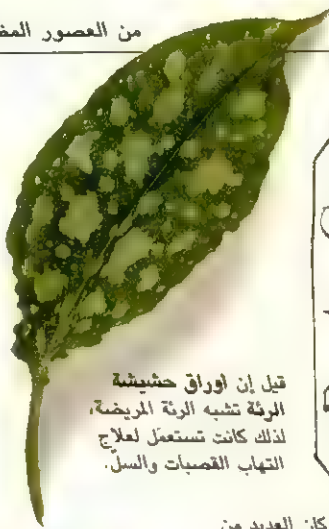 من العصور
قيل إن أوراق حشيشة
الرئة تشبه الرئة المريضة،
لذلك كانت تستعمل لعلاج
التهاب القصبات والسل.
كان العديد من